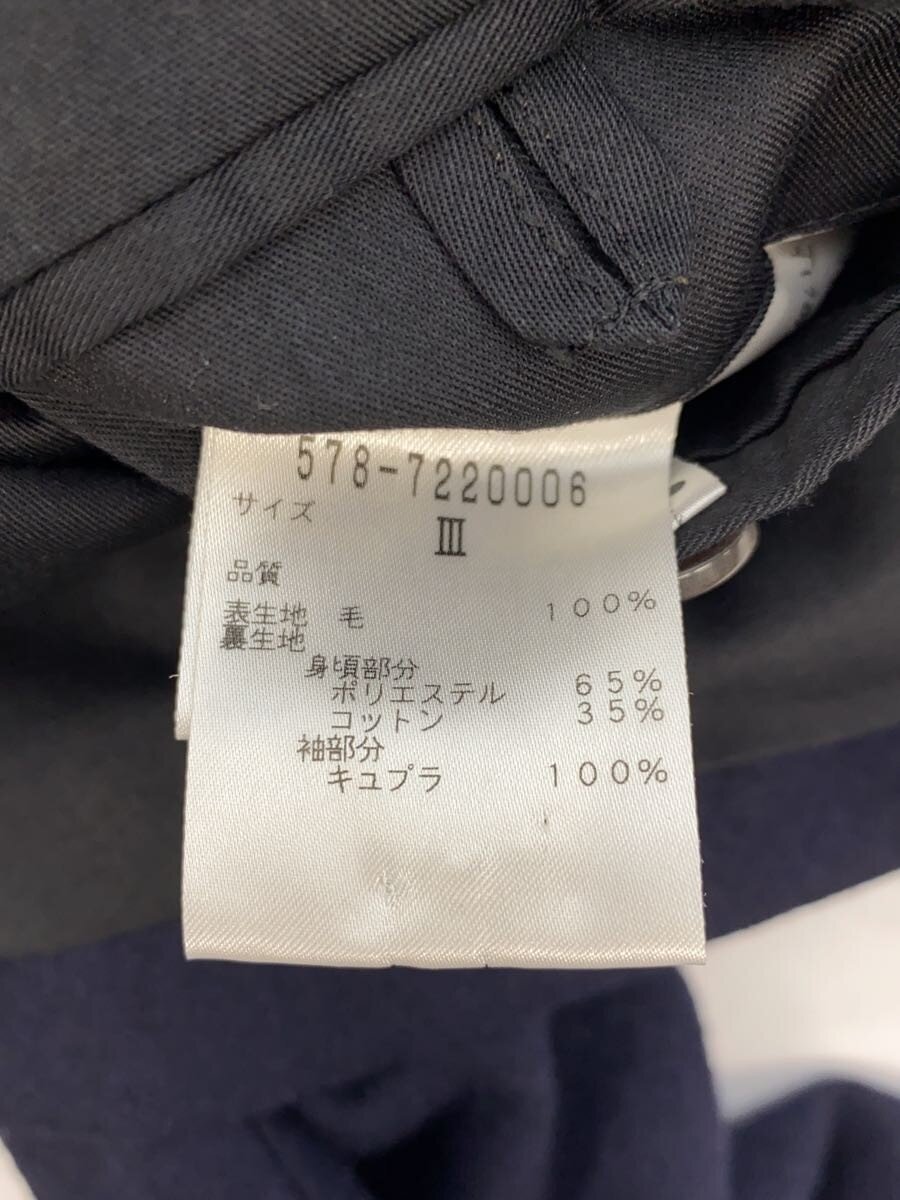 578-7220006
サイズ
Ⅲ
品質
表生地 毛 100%
裏生地
身頃部分
ポリエステル 65%
コットン 35%
袖部分
キュプラ 100%